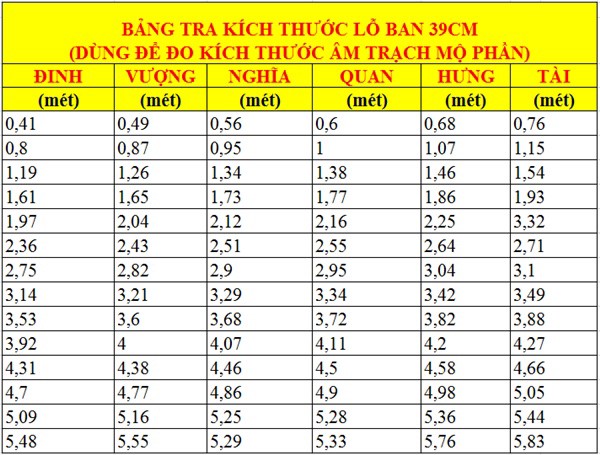 BẢNG TRA KÍCH THƯỚC LỖ BAN 39CM
(DÙNG ĐỂ ĐO KÍCH THƯỚC ÂM TRẠCH MỘ PHẦN)
ĐINH VƯỢNG NGHĨA QUAN HƯNG TÀI
(mét) (mét) (mét) (mét) (mét) (mét)
0,41 0,49 0,56 0,6 0,68 0,76
0,8 0,87 0,95 1 1,07 1,15
1,19 1,26 1,34 1,38 1,46 1,54
1,61 1,65 1,73 1,77 1,86 1,93
1,97 2,04 2,12 2,16 2,25 3,32
2,36 2,43 2,51 2,55 2,64 2,71
2,75 2,82 2,9 2,95 3,04 3,1
3,14 3,21 3,29 3,34 3,42 3,49
3,53 3,6 3,68 3,72 3,82 3,88
3,92 4 4,07 4,11 4,2 4,27
4,31 4,38 4,46 4,5 4,58 4,66
4,7 4,77 4,86 4,9 4,98 5,05
5,09 5,16 5,25 5,28 5,36 5,44
5,48 5,55 5,29 5,33 5,76 5,83